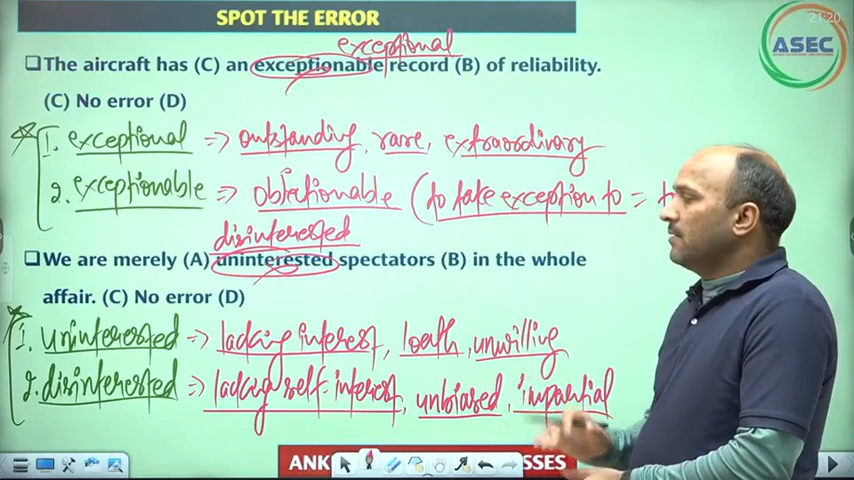 SPOT THE ERROR
21:20
ASEC
exceptional
❑The aircraft has (C) an exceptionable record (B) of reliability.
(C) No error (D)
1. exceptional => outstanding, rare, extraordinary
2. exceptionable => (to take exception to =
disinterested
❑We are merely (A) uninterested spectators (B) in the whole
affair. (C) No error (D)
1. uninterested => lacking interest, loath, unwilling
2. disinterested => lacking self-interest, unbiased, impartial
ANK SSES